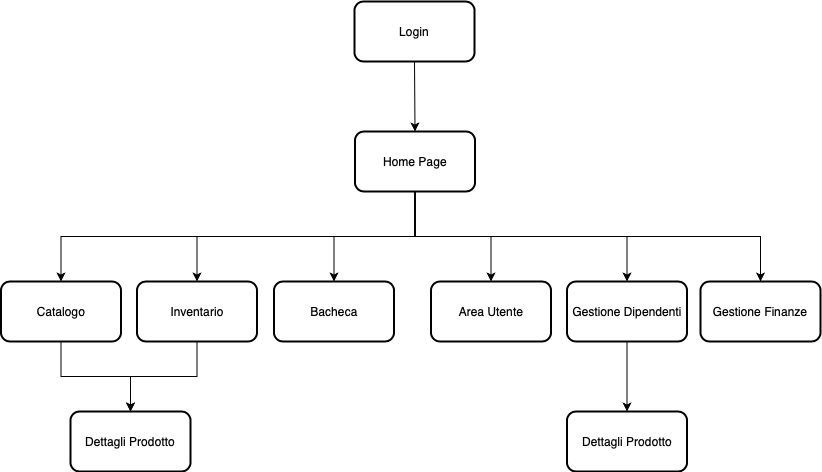 Login
Home Page
Catalogo
Inventario
Bacheca
Area Utente
Gestione Dipendenti
Gestione Finanze
Dettagli Prodotto
Dettagli Prodotto